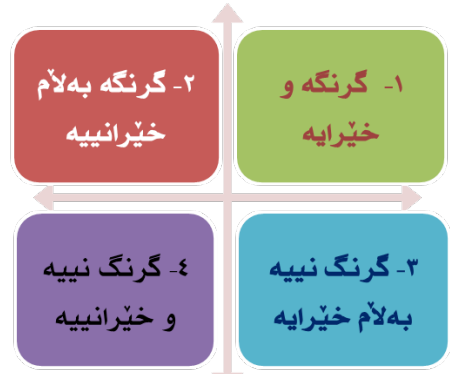 ١- گرنگە و
خێرایە
٢- گرنگە بەڵام
خێرانییە
٣- گرنگ نییە
بەڵام خێرایە
٤- گرنگ نییە
و خێرانییە